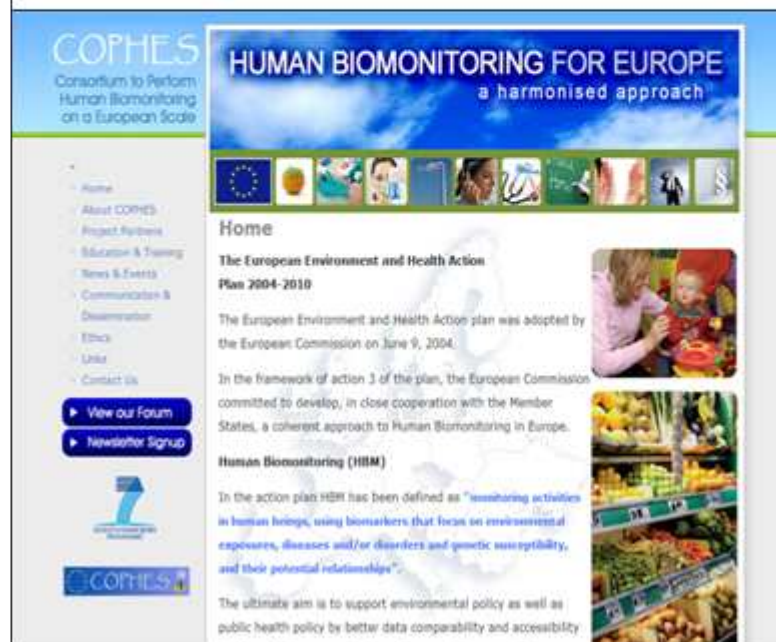 COPHES
Consortium to Perform
Human Biomonitoring
on a European Scale
HUMAN BIOMONITORING FOR EUROPE
a harmonised approach
Home
About COPHES
Project Partners
Education & Training
News & Events
Communication &
Dissemination
Ethics
Links
Contact Us
View our Forum
Newsletter Signup
7
COPHES
Home
The European Environment and Health Action
Plan 2004-2010
The European Environment and Health Action plan was adopted by
the European Commission on June 9, 2004.
In the framework of action 3 of the plan, the European Commission
committed to develop, in close cooperation with the Member
States, a coherent approach to Human Biomonitoring in Europe.
Human Biomonitoring (HBM)
In the action plan HBM has been defined as "monitoring activities
in human beings, using biomarkers that focus on environmental
exposures, diseases and/or disorders and genetic susceptibility,
and their potential relationships".
The ultimate aim is to support environmental policy as well as
public health policy by better data comparability and accessibility